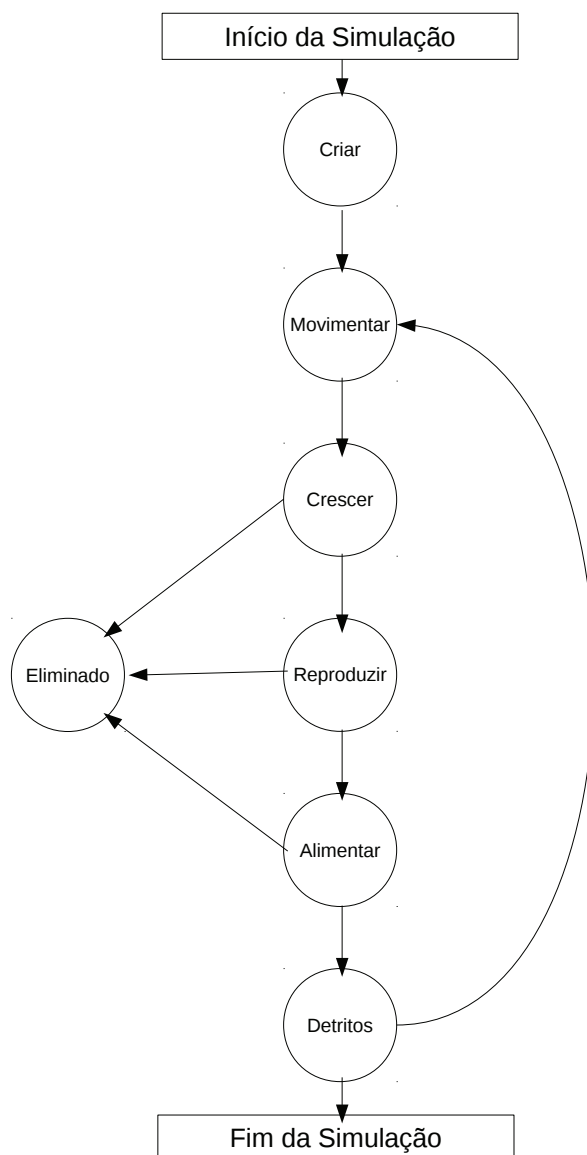 Início da Simulação
Criar
Movimentar
Crescer
Eliminado
Reproduzir
Alimentar
Detritos
Fim da Simulação